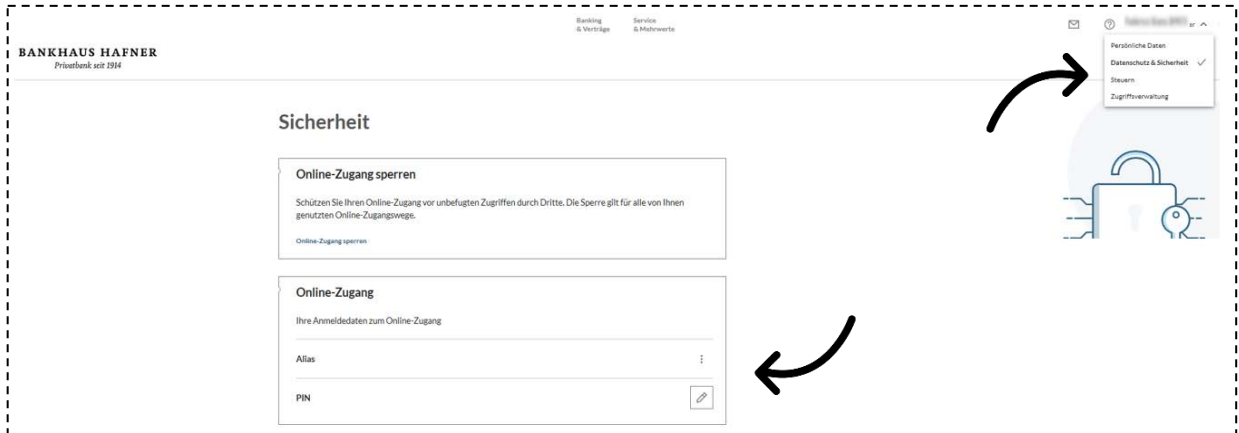 Banking
& Verträge
Service
& Mehrwerte
BANKHAUS HAFNER
Privatbank seit 1914
Persönliche Daten
Datenschutz & Sicherheit
Steuern
Zugriffsverwaltung
Sicherheit
Online-Zugang sperren
Schützen Sie Ihren Online-Zugang vor unbefugten Zugriffen durch Dritte. Die Sperre gilt für alle von Ihnen
genutzten Online-Zugangswege.
Online-Zugang sperren
Online-Zugang
Ihre Anmeldedaten zum Online-Zugang
Alias
PIN